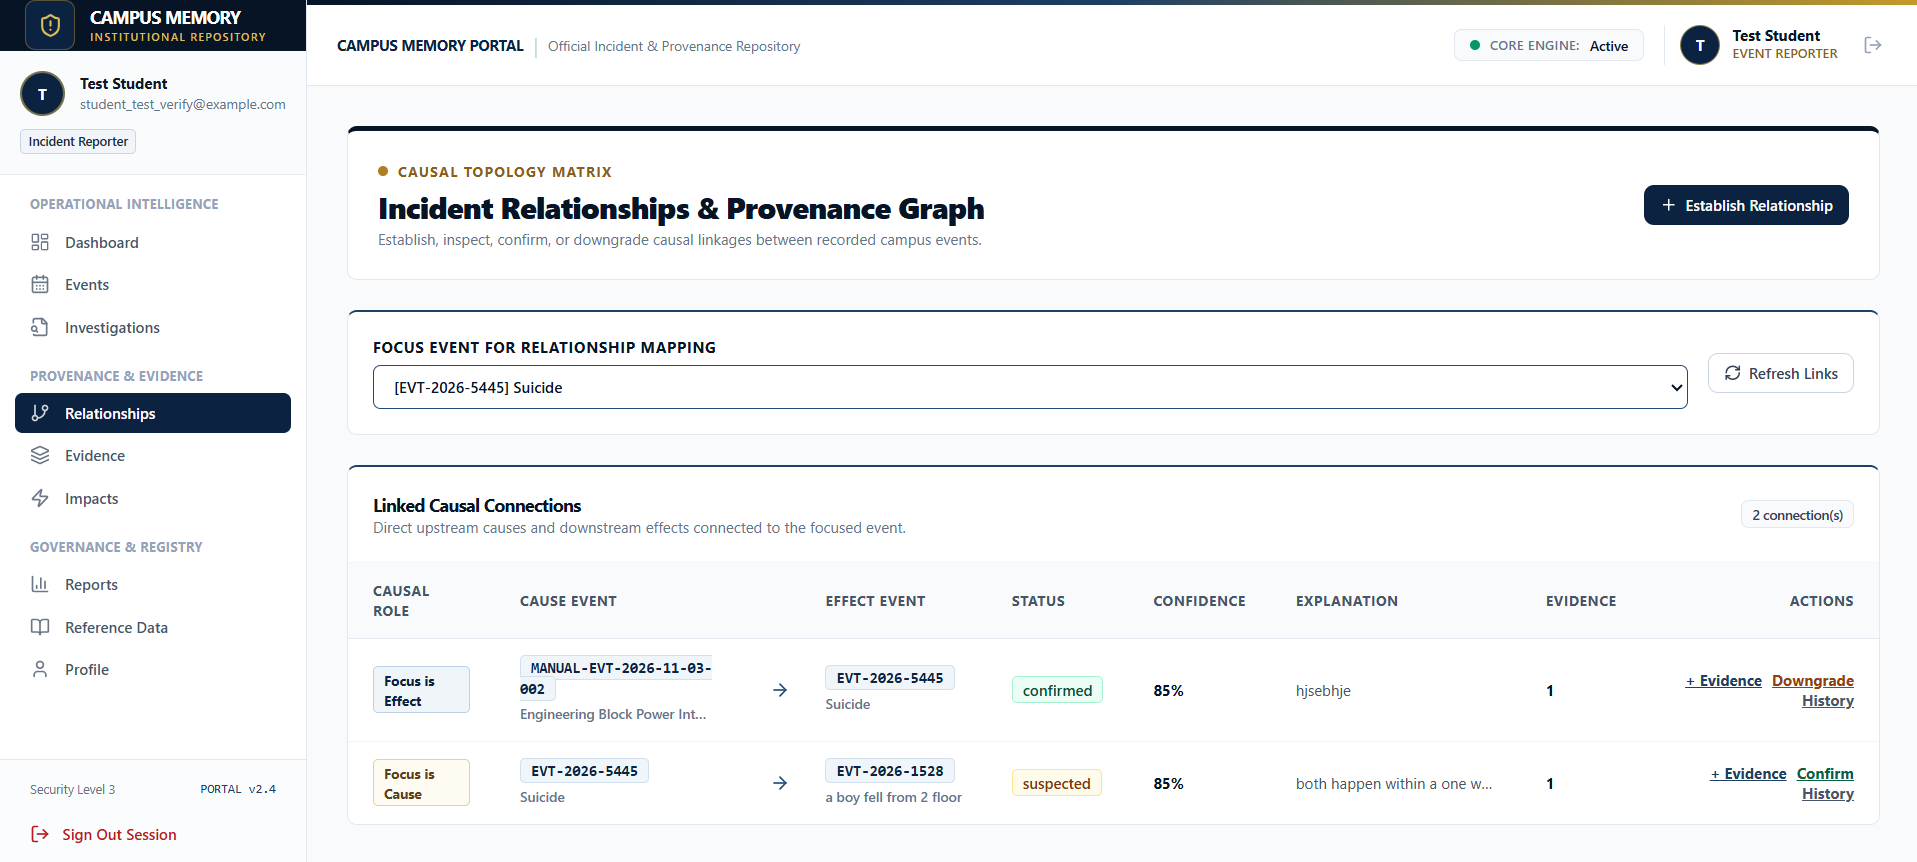 CAMPUS MEMORY
INSTITUTIONAL REPOSITORY
T
Test Student
student_test_verify@example.com
Incident Reporter
OPERATIONAL INTELLIGENCE
Dashboard
Events
Investigations
PROVENANCE & EVIDENCE
Relationships
Evidence
Impacts
GOVERNANCE & REGISTRY
Reports
Reference Data
Profile
Security Level 3 PORTAL v2.4
Sign Out Session
CAMPUS MEMORY PORTAL Official Incident & Provenance Repository
CORE ENGINE: Active
T
Test Student
EVENT REPORTER
CAUSAL TOPOLOGY MATRIX
Incident Relationships & Provenance Graph
Establish, inspect, confirm, or downgrade causal linkages between recorded campus events.
+ Establish Relationship
FOCUS EVENT FOR RELATIONSHIP MAPPING
[EVT-2026-5445] Suicide
Refresh Links
Linked Causal Connections
Direct upstream causes and downstream effects connected to the focused event.
2 connection(s)
CAUSAL
ROLE
CAUSE EVENT
EFFECT EVENT
STATUS
CONFIDENCE
EXPLANATION
EVIDENCE
ACTIONS
Focus is
Effect
MANUAL-EVT-2026-11-03-
002
Engineering Block Power Int...
→
EVT-2026-5445
Suicide
confirmed
85%
hjsebhje
1
+ Evidence Downgrade
History
Focus is
Cause
EVT-2026-5445
Suicide
→
EVT-2026-1528
a boy fell from 2 floor
suspected
85%
both happen within a one w...
1
+ Evidence Confirm
History